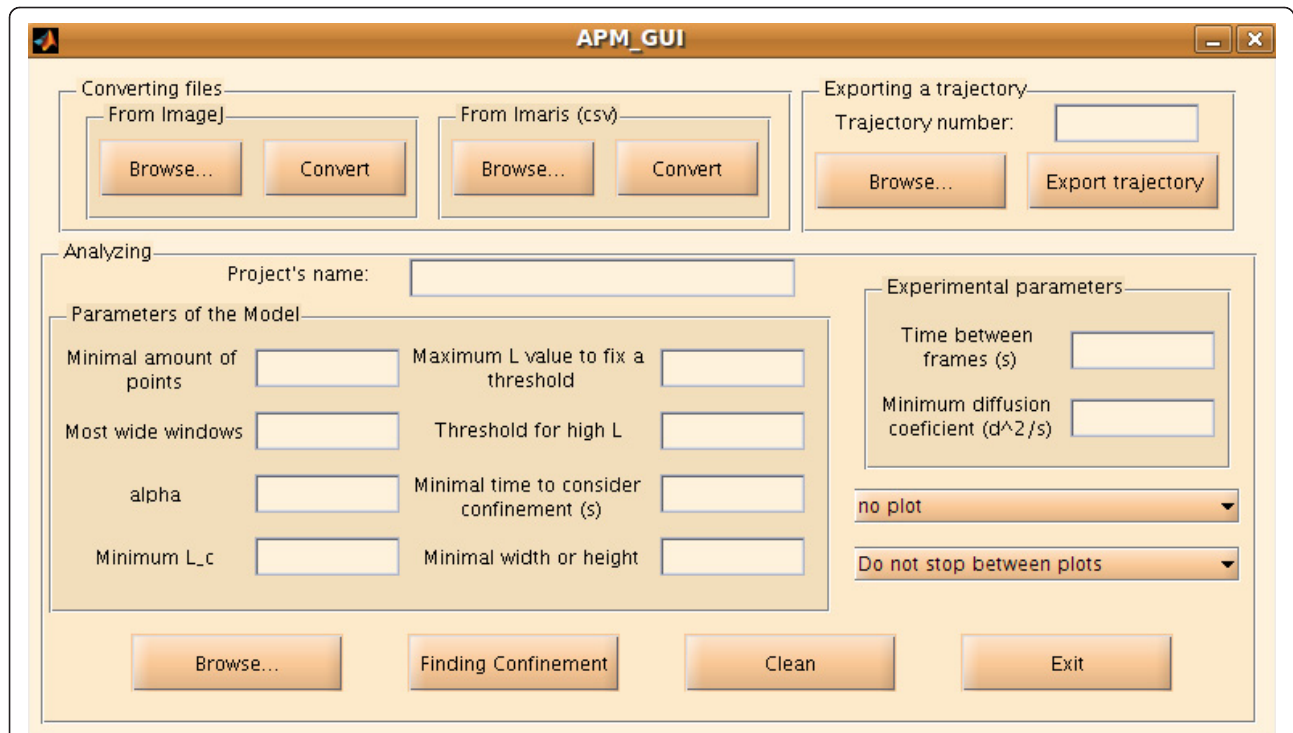 APM_GUI
Converting files
From ImageJ
Browse...
Convert
From Imaris (csv)
Browse...
Convert
Exporting a trajectory
Trajectory number:
Browse...
Export trajectory
Analyzing
Project's name:
Parameters of the Model
Minimal amount of
points
Maximum L value to fix a
threshold
Most wide windows
Threshold for high L
alpha
Minimal time to consider
confinement (s)
Minimum L_c
Minimal width or height
Experimental parameters
Time between
frames (s)
Minimum diffusion
coeficient (d^2/s)
no plot
Do not stop between plots
Browse...
Finding Confinement
Clean
Exit